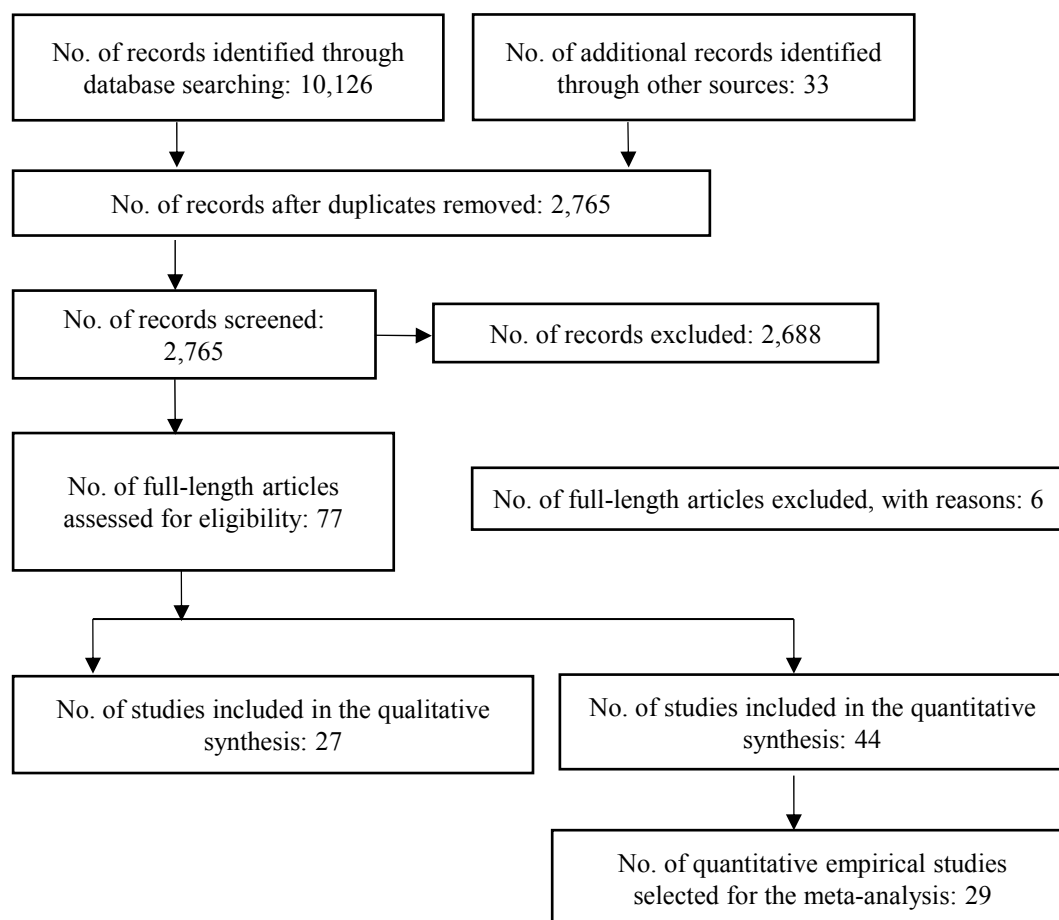 No. of records identified through
database searching: 10,126
No. of additional records identified
through other sources: 33
No. of records after duplicates removed: 2,765
No. of records screened:
2,765
No. of records excluded: 2,688
No. of full-length articles
assessed for eligibility: 77
No. of full-length articles excluded, with reasons: 6
No. of studies included in the qualitative
synthesis: 27
No. of studies included in the quantitative
synthesis: 44
No. of quantitative empirical studies
selected for the meta-analysis: 29